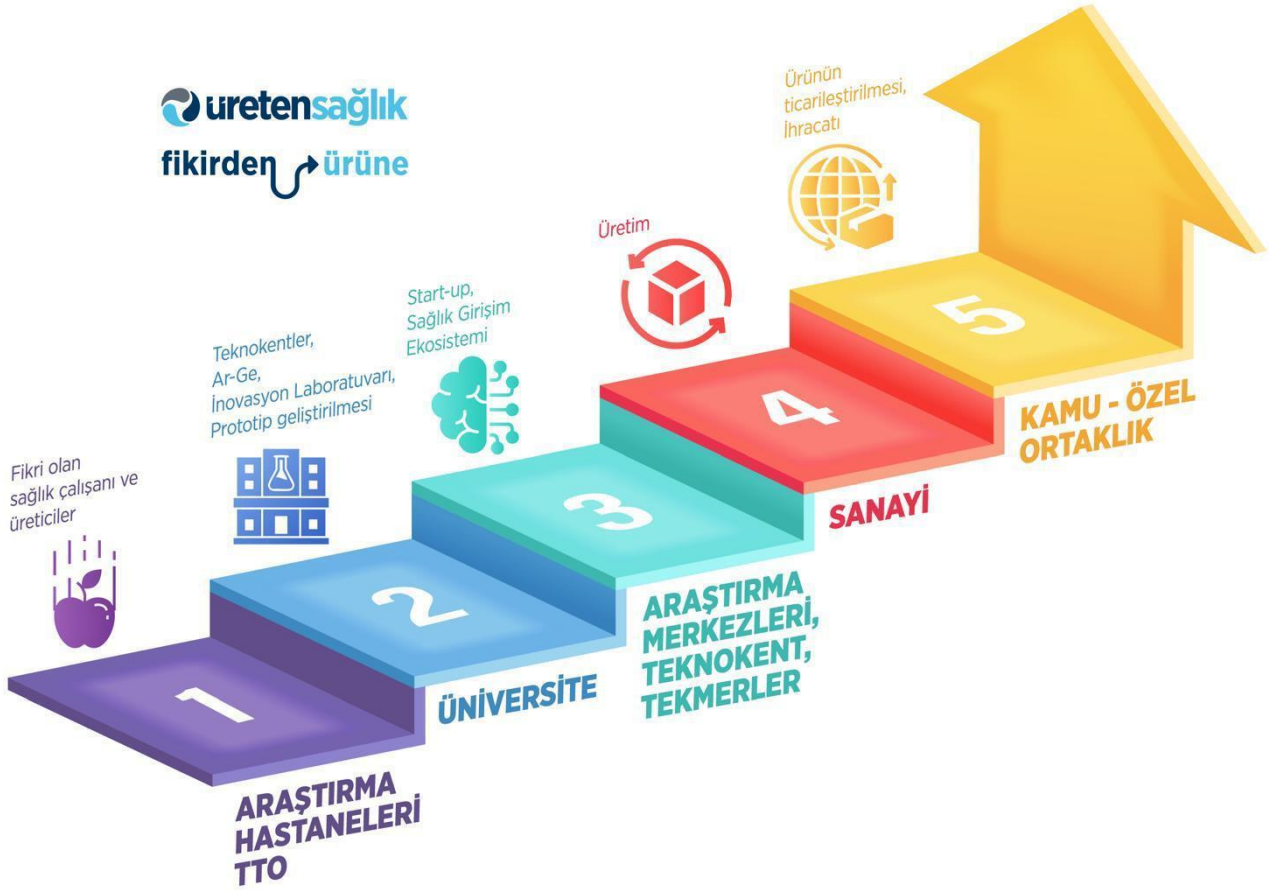 üretensağlık
fikirden ürüne
Fikri olan
sağlık çalışanı ve
üreticiler
1
ARAŞTIRMA
HASTANELERİ
TTO
Teknokentler,
Ar-Ge,
İnovasyon Laboratuvarı,
Prototip geliştirilmesi
2
ÜNİVERSİTE
Start-up,
Sağlık Girişim
Ekosistemi
3
ARAŞTIRMA
MERKEZLERİ,
TEKNOKENT,
TEKMERLER
Üretim
4
SANAYİ
Ürünün
ticarileştirilmesi,
İhracatı
5
KAMU - ÖZEL
ORTAKLIK